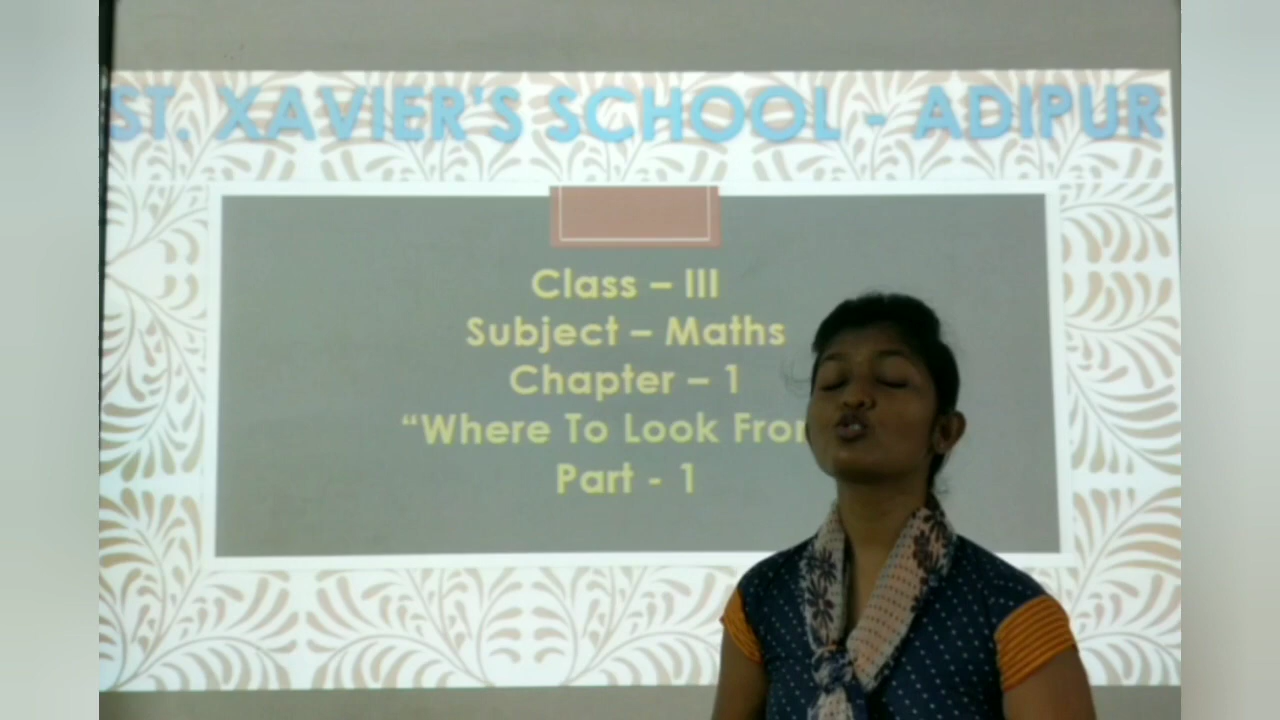 ST. XAVIER'S SCHOOL - ADIPUR
Class – III
Subject – Maths
Chapter – 1
“Where To Look
Part - 1